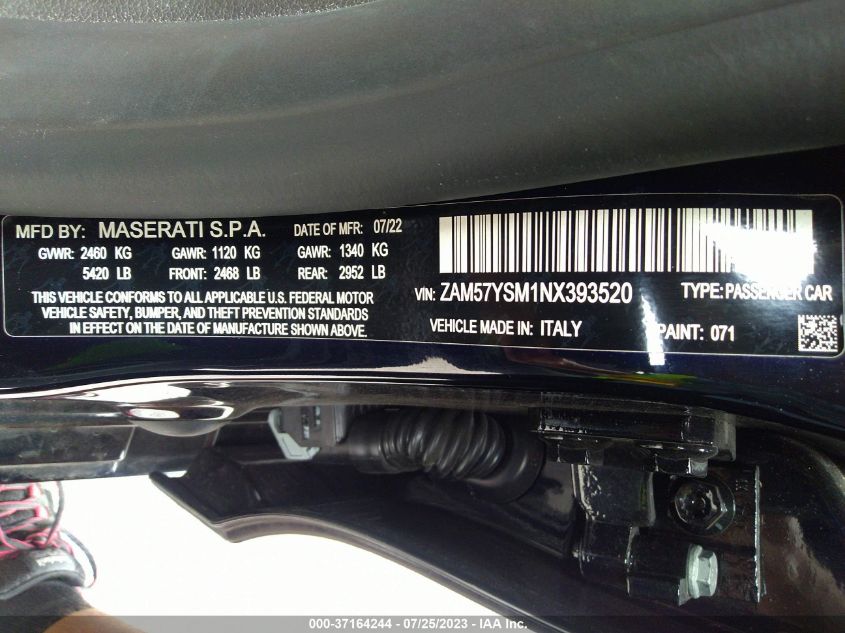 MFD BY: MASERATI S.P.A. DATE OF MFR: 07/22
GVWR: 2460 KG GAWR: 1120 KG GAWR: 1340 KG
5420 LB FRONT: 2468 LB REAR: 2952 LB
THIS VEHICLE CONFORMS TO ALL APPLICABLE U.S. FEDERAL MOTOR
VEHICLE SAFETY, BUMPER, AND THEFT PREVENTION STANDARDS
IN EFFECT ON THE DATE OF MANUFACTURE SHOWN ABOVE.
VIN: ZAM57YSM1NX393520 TYPE: PASSENGER CAR
VEHICLE MADE IN: ITALY PAINT: 071
000-37164244 - 07/25/2023 - IAA Inc.